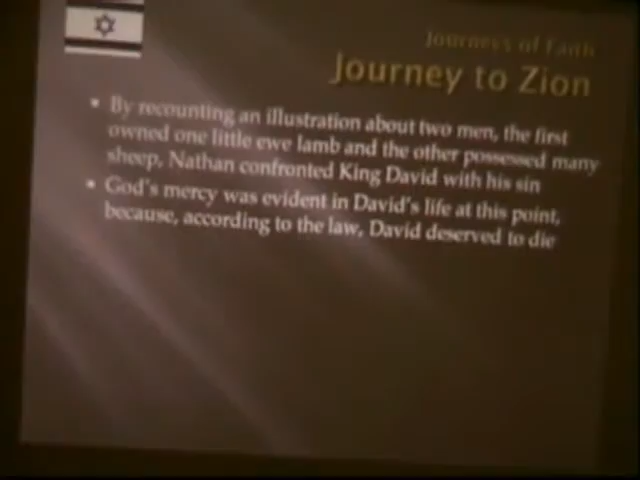 Journeys of Faith
Journey to Zion
▪ By recounting an illustration about two men, the first
owned one little ewe lamb and the other possessed many
sheep, Nathan confronted King David with his sin
▪ God's mercy was evident in David's life at this point,
because, according to the law, David deserved to die